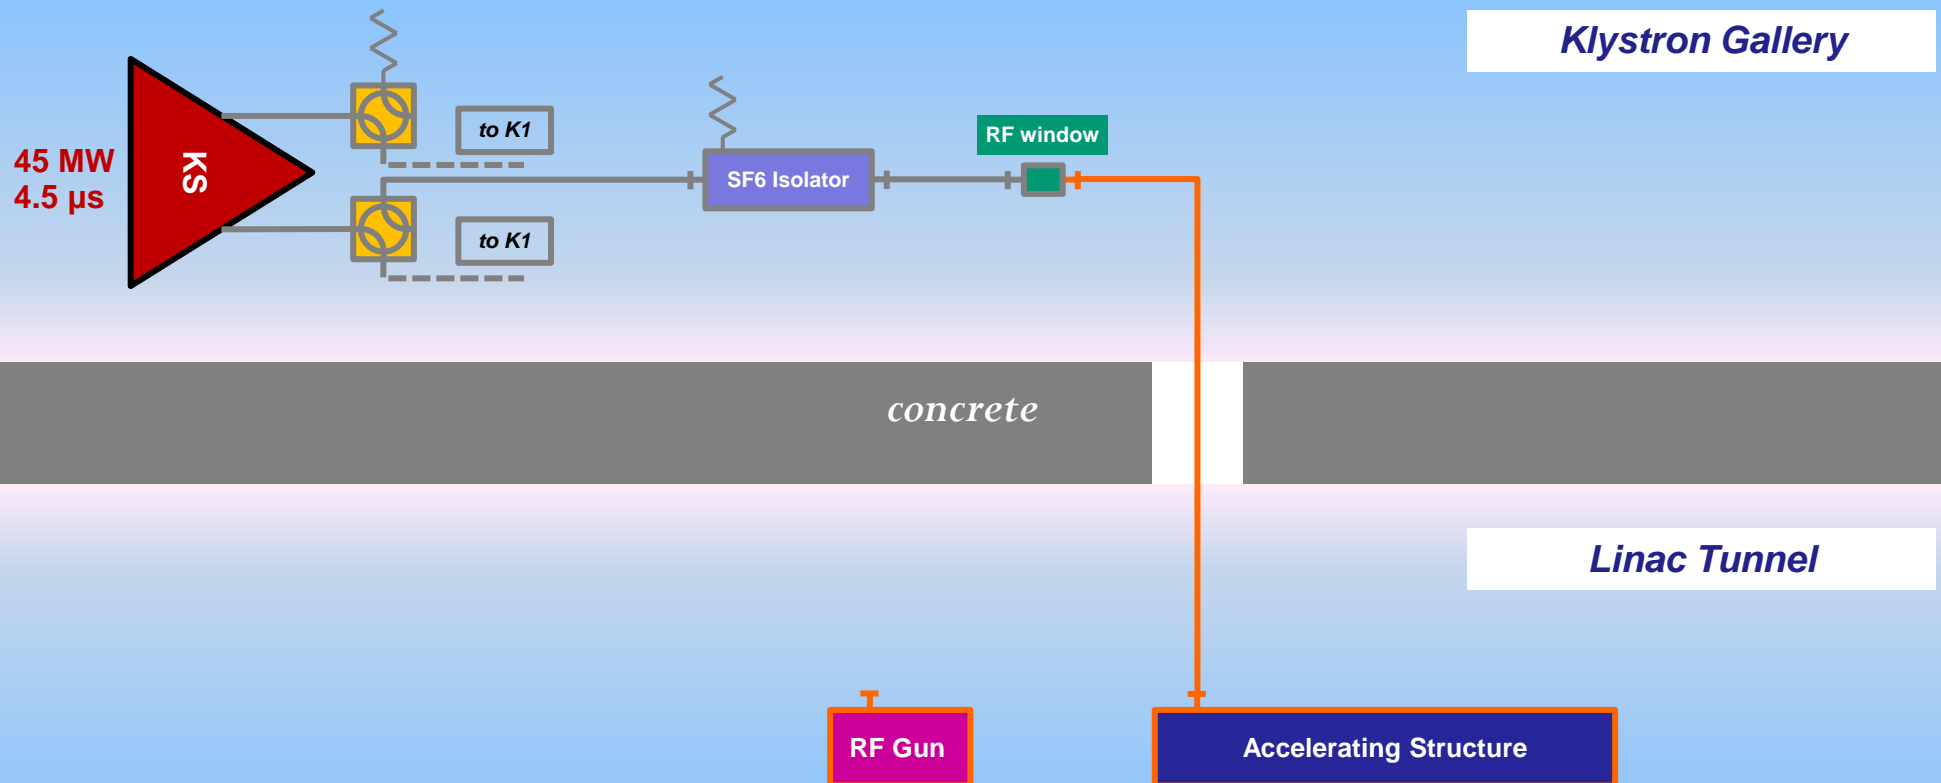 Klystron Gallery
to K1
RF window
45 MW
4.5 µs
KS
SF6 Isolator
to K1
concrete
Linac Tunnel
RF Gun
Accelerating Structure